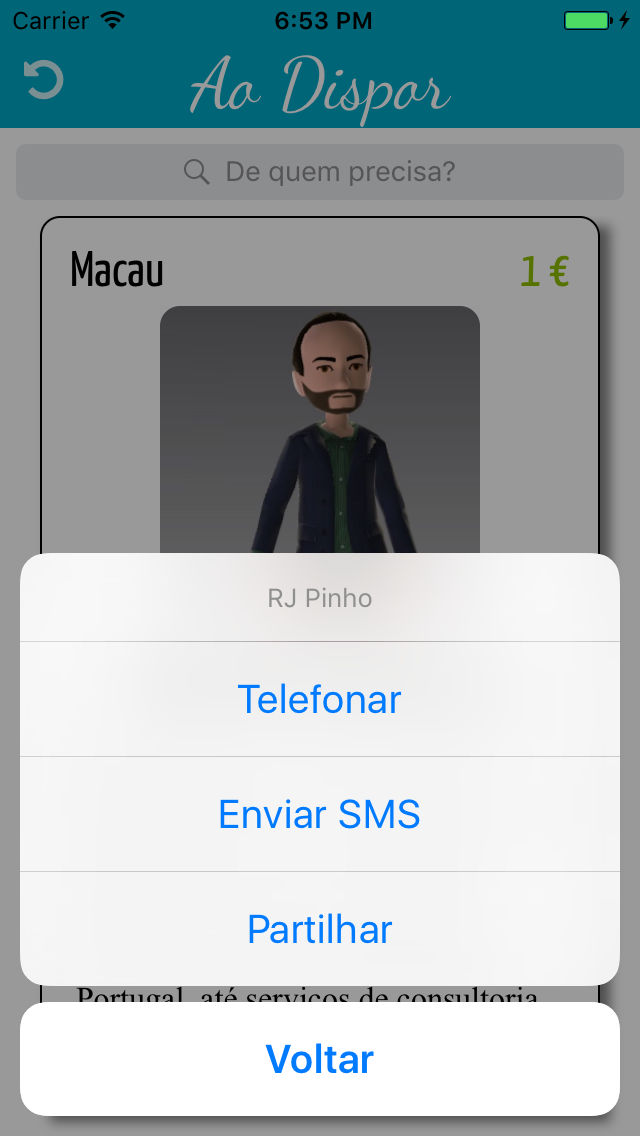 Carrier 6:53 PM
Ao Dispor
De quem precisa?
Macau 1 €
RJ Pinho
Telefonar
Enviar SMS
Partilhar
Portugal, até serviços de consultoria
Voltar